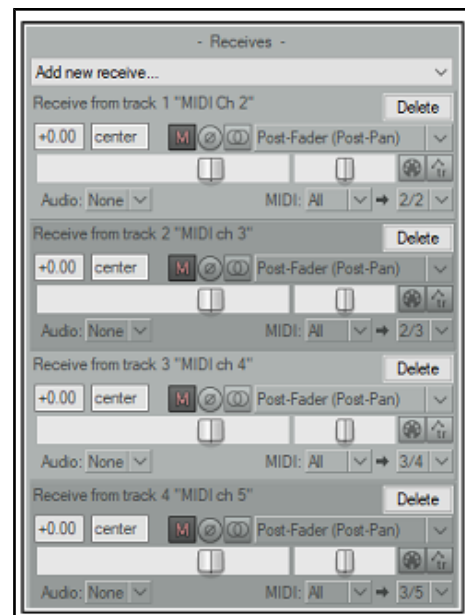 - Receives -
Add new receive...
Receive from track 1 "MIDI Ch 2" Delete
+0.00 center M Post-Fader (Post-Pan)
Audio: None MIDI: All 2/2
Receive from track 2 "MIDI ch 3" Delete
+0.00 center M Post-Fader (Post-Pan)
Audio: None MIDI: All 2/3
Receive from track 3 "MIDI ch 4" Delete
+0.00 center M Post-Fader (Post-Pan)
Audio: None MIDI: All 3/4
Receive from track 4 "MIDI ch 5" Delete
+0.00 center M Post-Fader (Post-Pan)
Audio: None MIDI: All 3/5